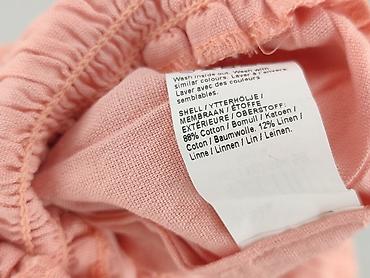 Wash inside out. Wash with
similar colours. Laver à l'envers.
Laver avec des couleurs
semblables.
SHELL / YTTERHÖLJE /
MEMBRAAN / ÉTOFFE
EXTÉRIEURE / OBERSTOFF:
88% Cotton / Bomull / Katoen /
Coton / Baumwolle. 12% Linen /
Linne / Linnen / Lin / Leinen.